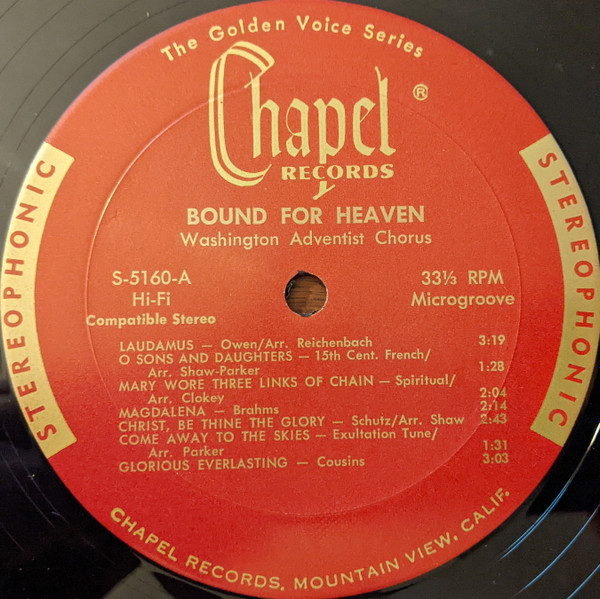 The Golden Voice Series
Chapel ®
RECORDS
BOUND FOR HEAVEN
Washington Adventist Chorus
STEREOPHONIC
S-5160-A
Hi-Fi
Compatible Stereo
33⅓ RPM
Microgroove
STEREOPHONIC
LAUDAMUS — Owen/Arr. Reichenbach 3:19
O SONS AND DAUGHTERS — 15th Cent. French/
Arr. Shaw-Parker 1:28
MARY WORE THREE LINKS OF CHAIN — Spiritual/
Arr. Clokey 2:04
MAGDALENA — Brahms 2:14
CHRIST, BE THINE THE GLORY — Schutz/Arr. Shaw 2:43
COME AWAY TO THE SKIES — Exultation Tune/
Arr. Parker 1:31
GLORIOUS EVERLASTING — Cousins 3:03
CHAPEL RECORDS, MOUNTAIN VIEW, CALIF.